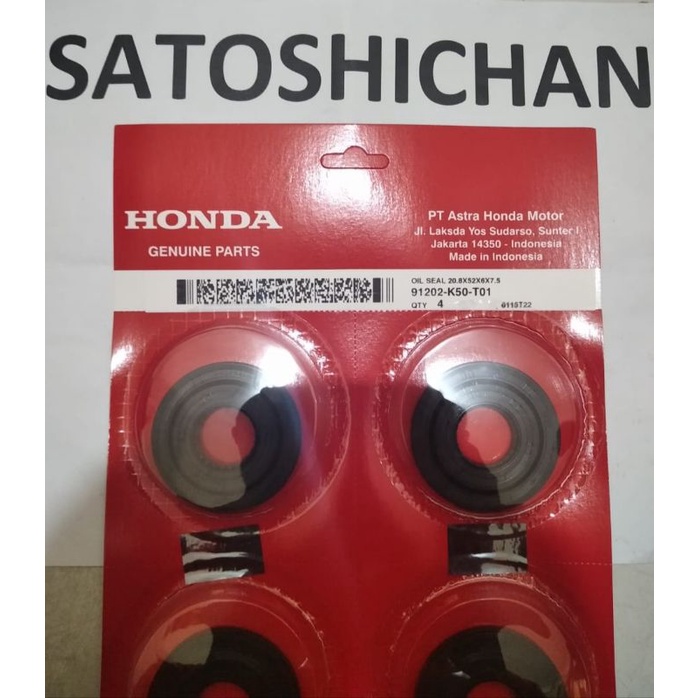 SATOSHICHAN
HONDA
GENUINE PARTS
PT Astra Honda Motor
Jl. Laksda Yos Sudarso, Sunter I
Jakarta 14350 - Indonesia
Made in Indonesia
OIL SEAL 20.8X52X6X7.5
91202-K50-T01
QTY 4 6115T22